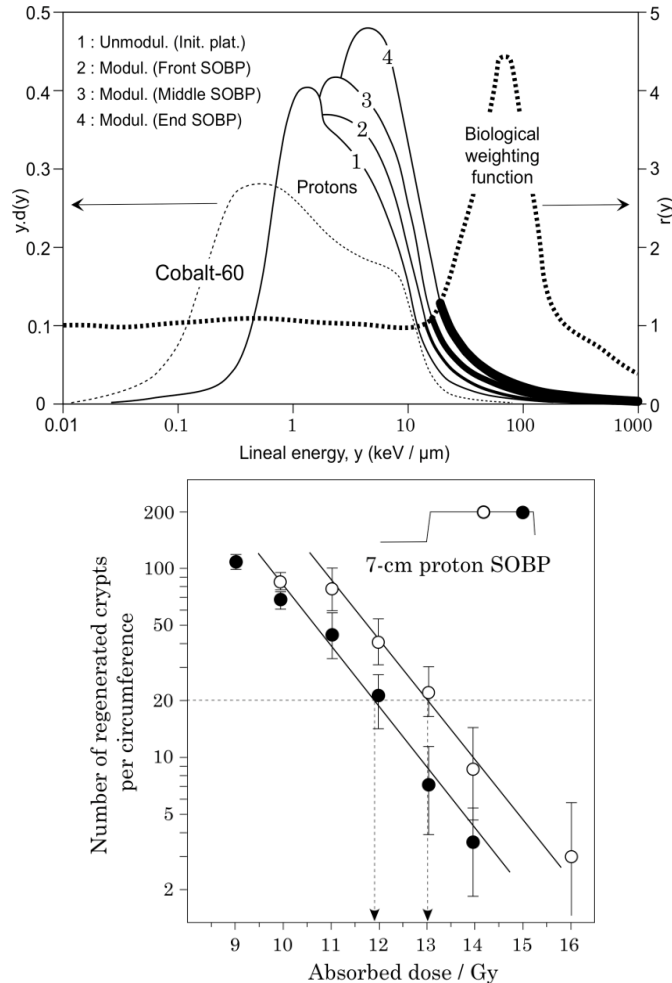 1 : Unmodul. (Init. plat.)
2 : Modul. (Front SOBP)
3 : Modul. (Middle SOBP)
4 : Modul. (End SOBP)
0.5
0.4
0.3
0.2
0.1
0
y.d(y)
5
4
3
2
1
0
r(y)
4
3
2
1
Biological
weighting
function
Protons
Cobalt-60
0.01 0.1 1 10 100 1000
Lineal energy, y (keV / μm)
200
100
50
20
10
5
2
Number of regenerated crypts
per circumference
7-cm proton SOBP
9 10 11 12 13 14 15 16
Absorbed dose / Gy